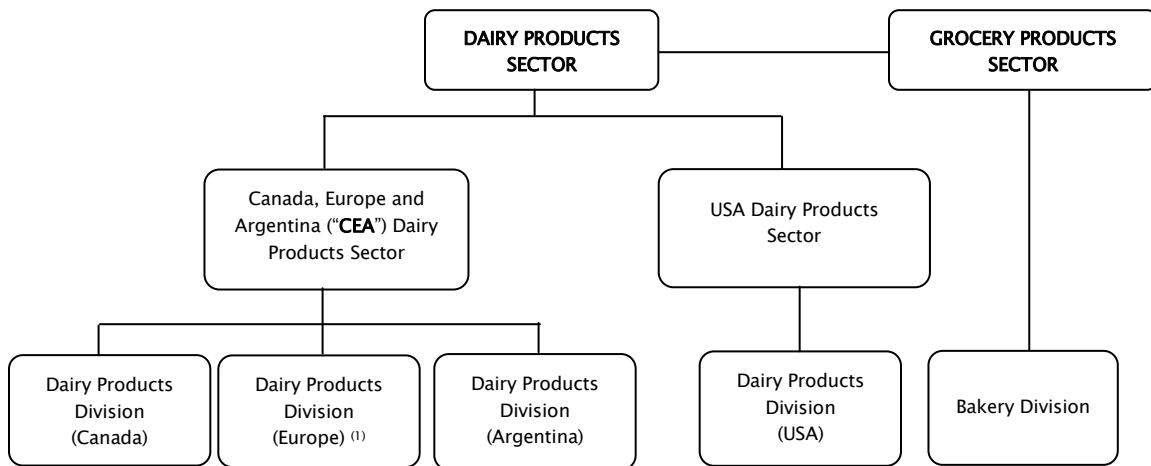 DAIRY PRODUCTS
SECTOR
GROCERY PRODUCTS
SECTOR
Canada, Europe and
Argentina (“CEA”) Dairy
Products Sector
USA Dairy Products
Sector
Dairy Products
Division
(Canada)
Dairy Products
Division
(Europe) (1)
Dairy Products
Division
(Argentina)
Dairy Products
Division
(USA)
Bakery Division